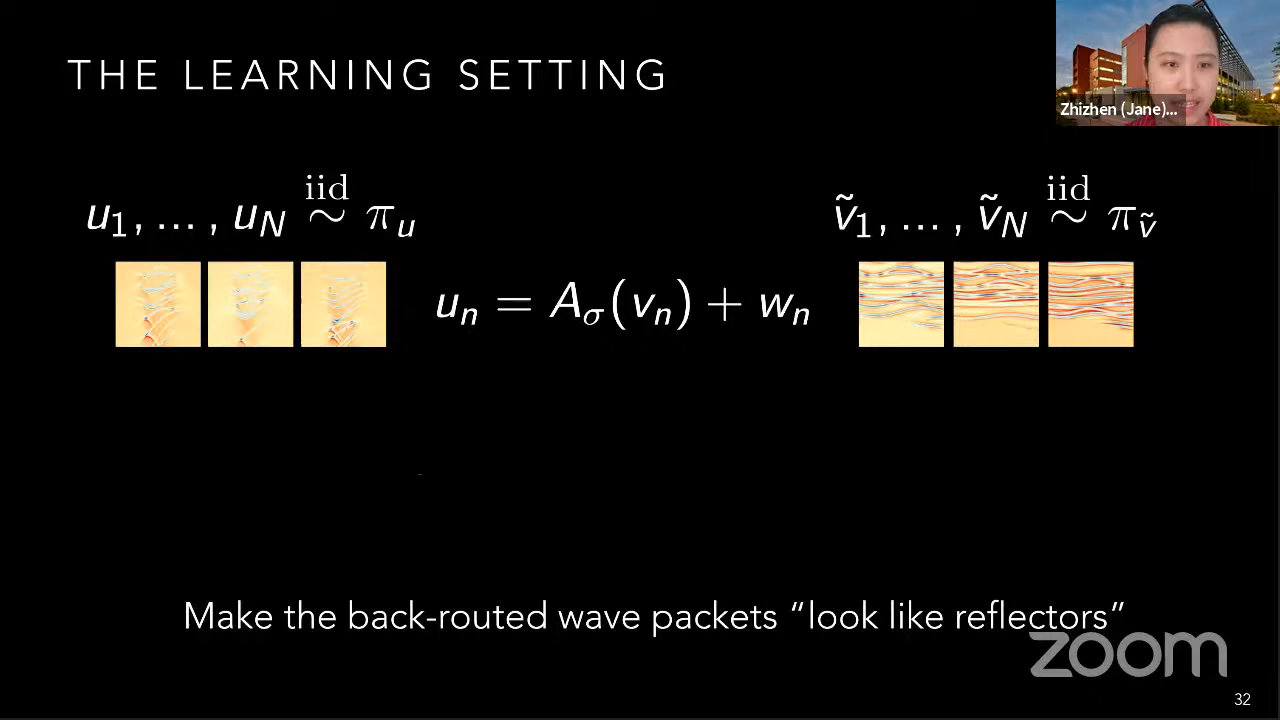 THE LEARNING SETTING
Zhizhen (Jane)...
u₁, ... , u_N iid ~ π_u
ṽ₁, ... , ṽ_N iid ~ π_ṽ
u_n = A_σ(v_n) + w_n
Make the back-routed wave packets “look like reflectors”
zoom
32